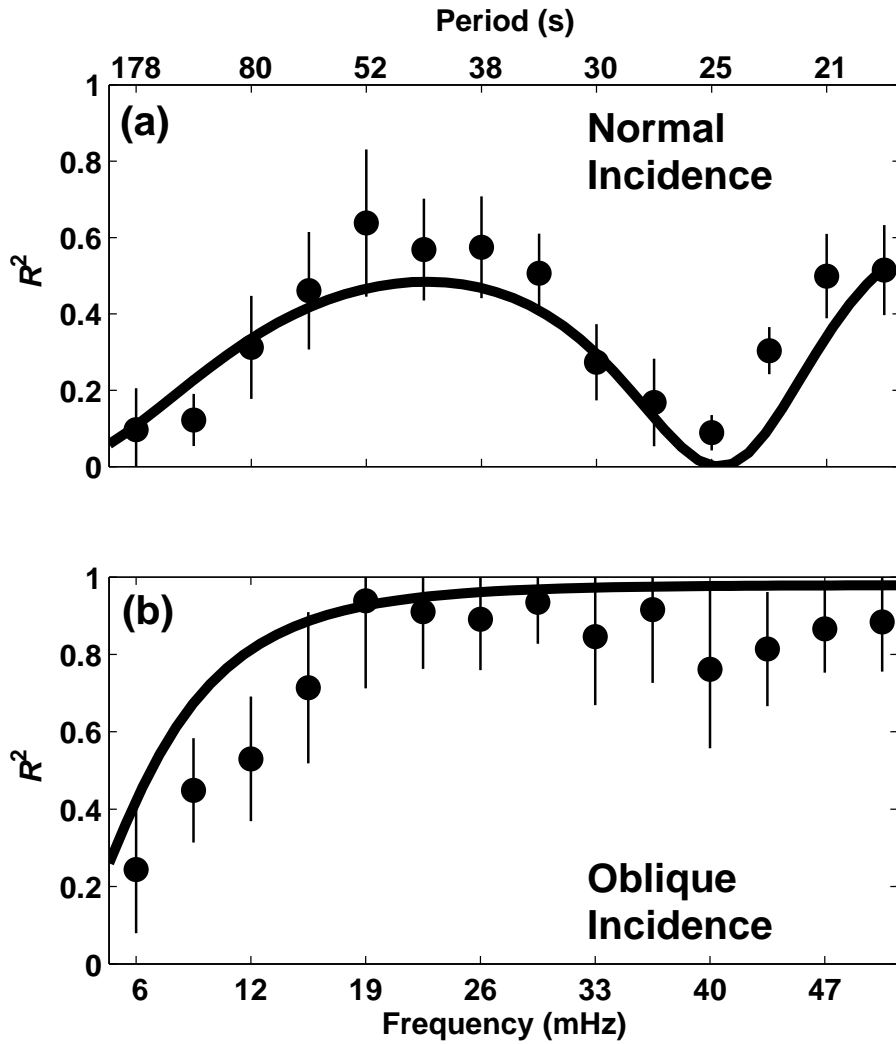 Period (s)
178 80 52 38 30 25 21
1
(a)
Normal
Incidence
0.8
0.6
R²
0.4
0.2
0
1
(b)
0.8
0.6
R²
0.4
Oblique
Incidence
0.2
0
6 12 19 26 33 40 47
Frequency (mHz)